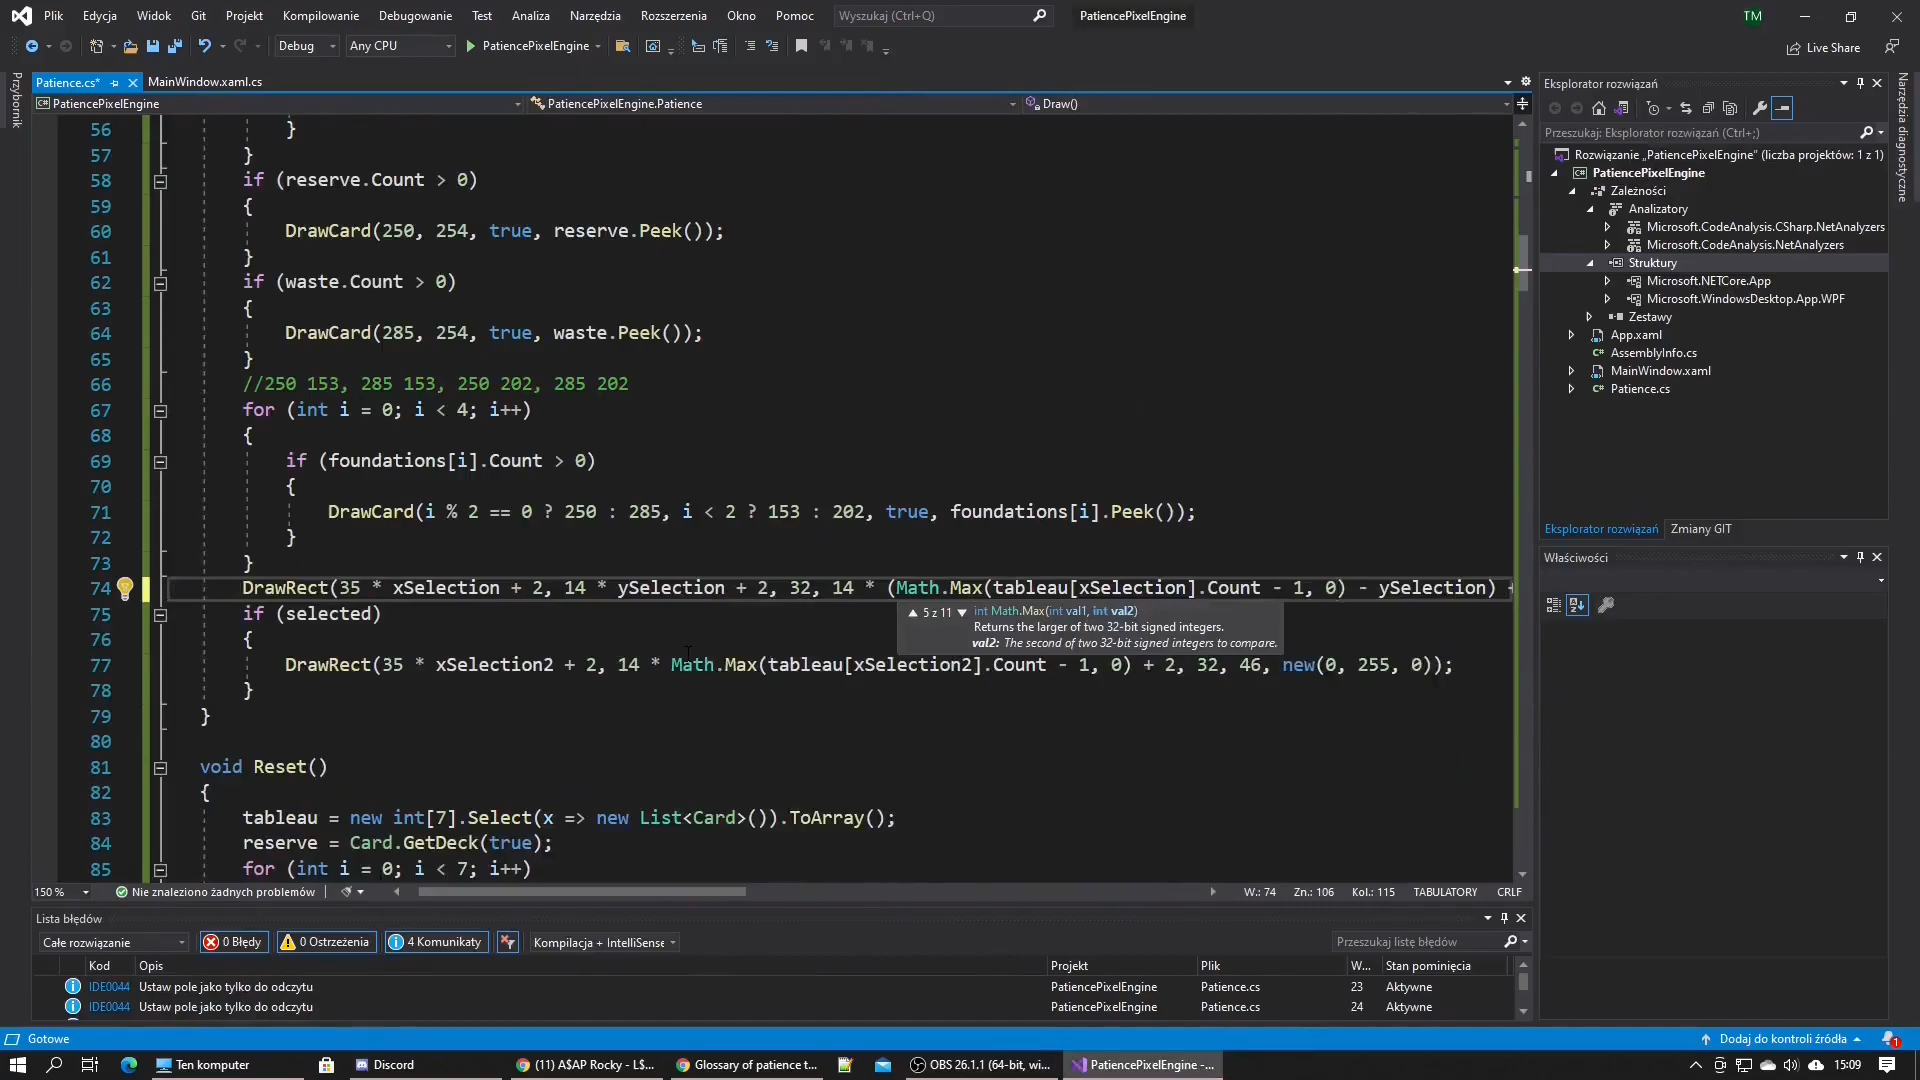 Plik Edycja Widok Git Projekt Kompilowanie Debugowanie Test Analiza Narzędzia Rozszerzenia Okno Pomoc Wyszukaj (Ctrl+Q) PatiencePixelEngine TM
Debug Any CPU PatiencePixelEngine Live Share
Przybornik
Patience.cs* MainWindow.xaml.cs
PatiencePixelEngine PatiencePixelEngine.Patience Draw()
56 }
57 }
58 if (reserve.Count > 0)
59 {
60 DrawCard(250, 254, true, reserve.Peek());
61 }
62 if (waste.Count > 0)
63 {
64 DrawCard(285, 254, true, waste.Peek());
65 }
66 //250 153, 285 153, 250 202, 285 202
67 for (int i = 0; i < 4; i++)
68 {
69 if (foundations[i].Count > 0)
70 {
71 DrawCard(i % 2 == 0 ? 250 : 285, i < 2 ? 153 : 202, true, foundations[i].Peek());
72 }
73 }
74 DrawRect(35 * xSelection + 2, 14 * ySelection + 2, 32, 14 * (Math.Max(tableau[xSelection].Count - 1, 0) - ySelection) +
75 if (selected)
5 z 11 int Math.Max(int val1, int val2)
Returns the larger of two 32-bit signed integers.
val2: The second of two 32-bit signed integers to compare.
76 {
77 DrawRect(35 * xSelection2 + 2, 14 * Math.Max(tableau[xSelection2].Count - 1, 0) + 2, 32, 46, new(0, 255, 0));
78 }
79 }
80
81 void Reset()
82 {
83 tableau = new int[7].Select(x => new List<Card>()).ToArray();
84 reserve = Card.GetDeck(true);
85 for (int i = 0; i < 7; i++)
150 % Nie znaleziono żadnych problemów W.: 74 Zn.: 106 Kol.: 115 TABULATORY CRLF
Lista błędów
Całe rozwiązanie 0 Błędy 0 Ostrzeżenia 4 Komunikaty Kompilacja + IntelliSense Przeszukaj listę błędów
Kod Opis Projekt Plik W... Stan pominięcia
IDE0044 Ustaw pole jako tylko do odczytu PatiencePixelEngine Patience.cs 23 Aktywne
IDE0044 Ustaw pole jako tylko do odczytu PatiencePixelEngine Patience.cs 24 Aktywne
Eksplorator rozwiązań
Przeszukaj: Eksplorator rozwiązań (Ctrl+;)
Rozwiązanie „PatiencePixelEngine” (liczba projektów: 1 z 1)
PatiencePixelEngine
Zależności
Analizatory
Microsoft.CodeAnalysis.CSharp.NetAnalyzers
Microsoft.CodeAnalysis.NetAnalyzers
Struktury
Microsoft.NETCore.App
Microsoft.WindowsDesktop.App.WPF
Zestawy
App.xaml
AssemblyInfo.cs
MainWindow.xaml
Patience.cs
Eksplorator rozwiązań Zmiany GIT
Właściwości
Narzędzia diagnostyczne
Gotowe Dodaj do kontroli źródła 1
Ten komputer Discord (11) A$AP Rocky - L$... Glossary of patience t... OBS 26.1.1 (64-bit, wi... PatiencePixelEngine -... 15:09